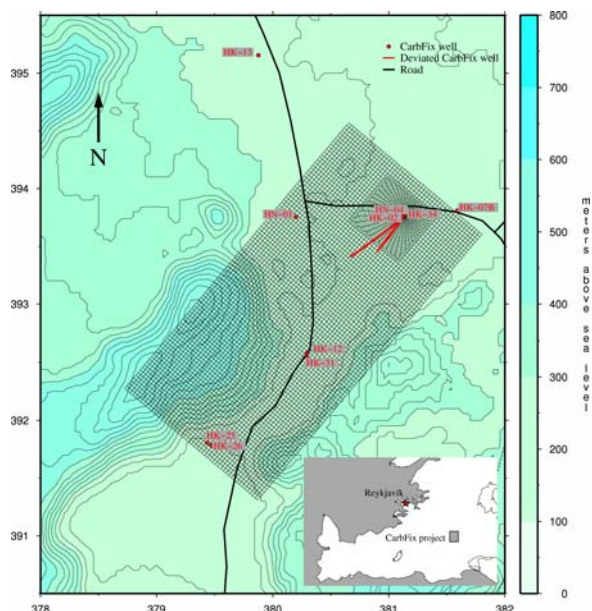 395
394
393
392
391
378
379
380
381
382
CarbFix well
Deviated CarbFix well
Road
N
HK-13
HN-01
HN-04
HK-02
HK-34
HK-07B
HK-12
HK-31
HK-25
HK-26
Reykjavík
CarbFix project
800
700
600
500
400
300
200
100
0
meters above sea level